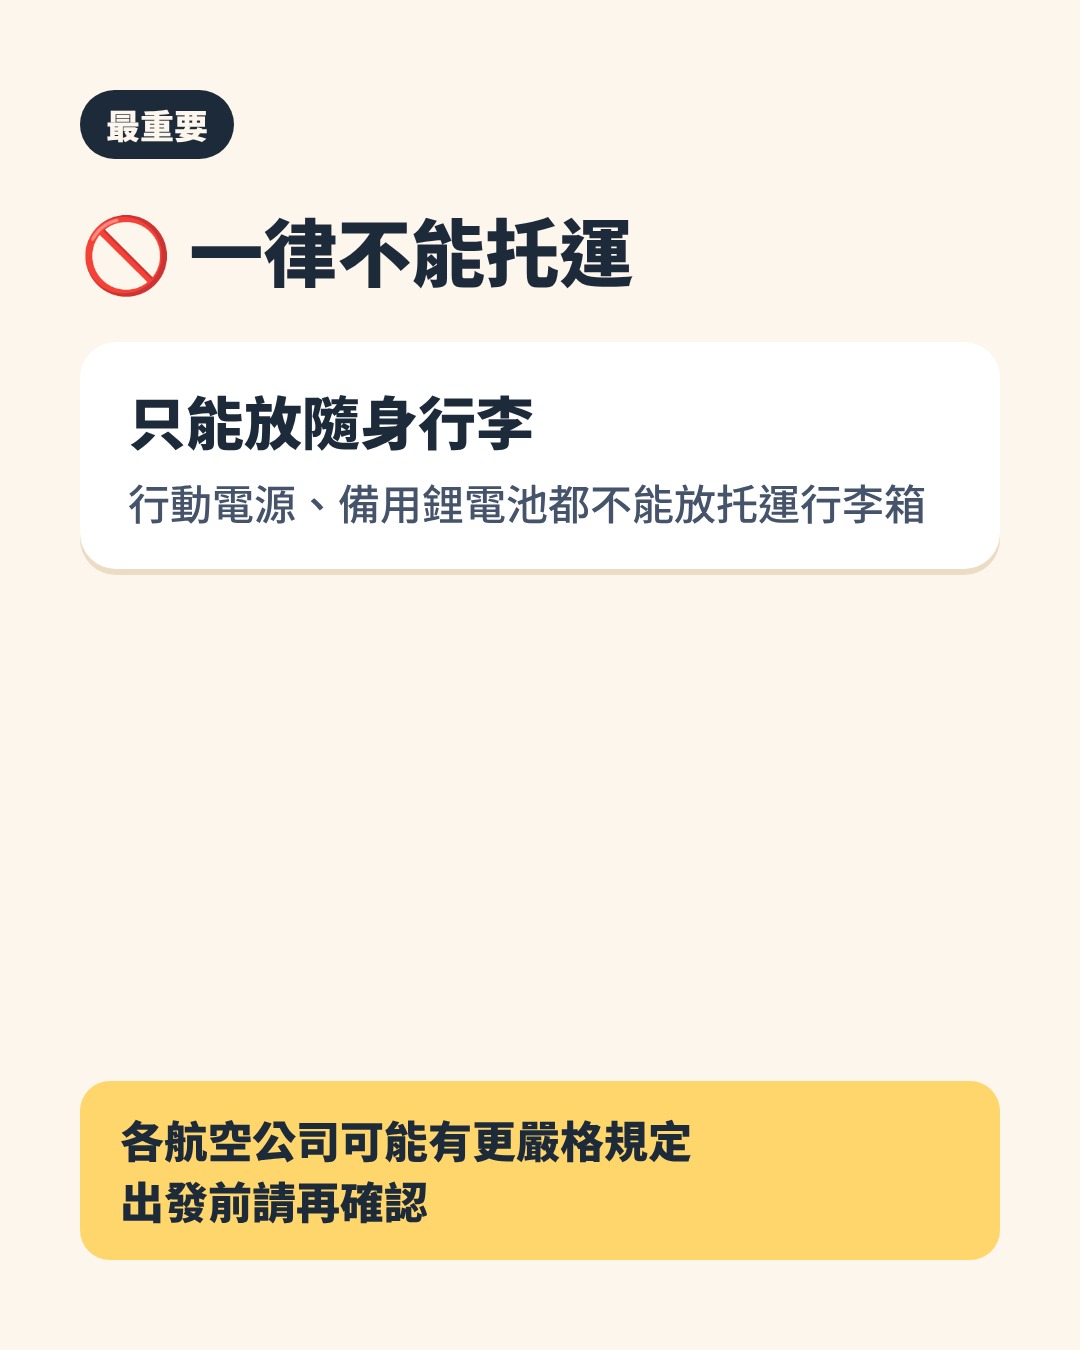 最重要
一律不能托運
只能放隨身行李
行動電源、備用鋰電池都不能放托運行李箱
各航空公司可能有更嚴格規定
出發前請再確認